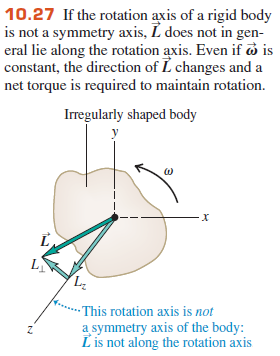 10.27 If the rotation axis of a rigid body
is not a symmetry axis, L⃗ does not in gen-
eral lie along the rotation axis. Even if ω⃗ is
constant, the direction of L⃗ changes and a
net torque is required to maintain rotation.
Irregularly shaped body
y
ω
x
L⃗
L⊥
Lz
z
This rotation axis is not
a symmetry axis of the body:
L⃗ is not along the rotation axis